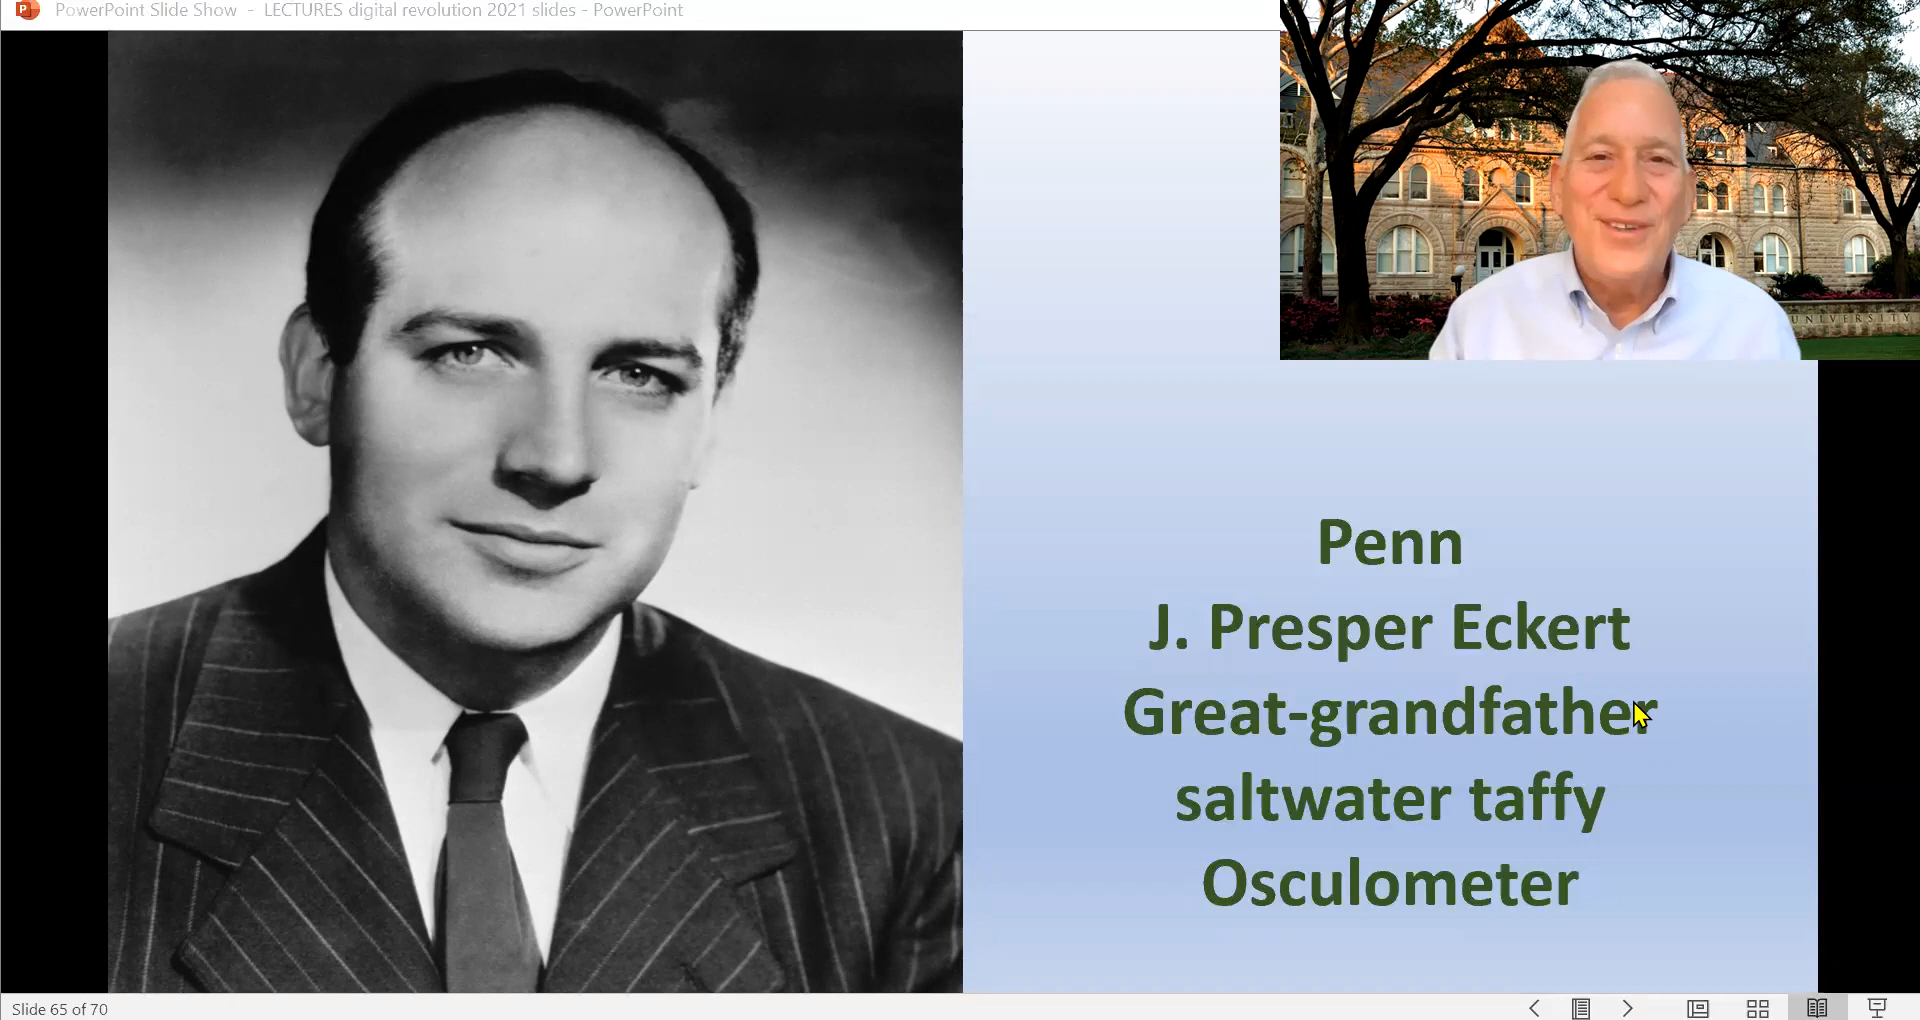 PowerPoint Slide Show - LECTURES digital revolution 2021 slides - PowerPoint
UNIVERSITY
Penn
J. Presper Eckert
Great-grandfather
saltwater taffy
Osculometer
Slide 65 of 70